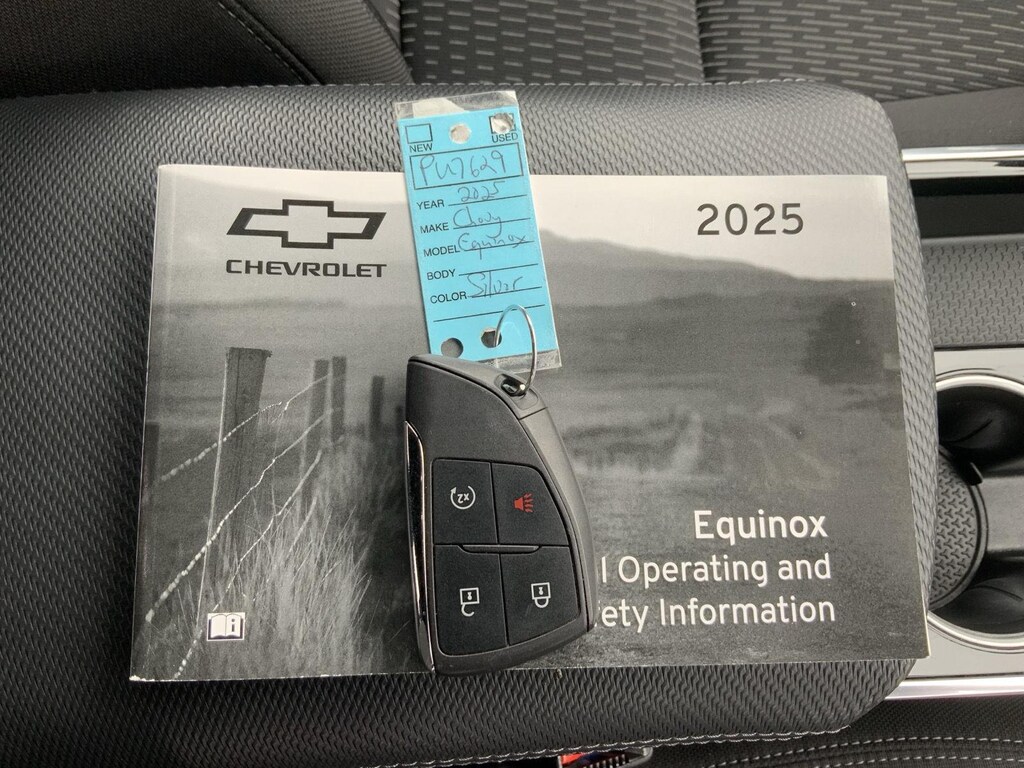 NEW
USED
PU7629
YEAR 2025
MAKE Chevy
MODEL Equinox
BODY
COLOR Silver
CHEVROLET
2025
x2
Equinox
l Operating and
ety Information
i